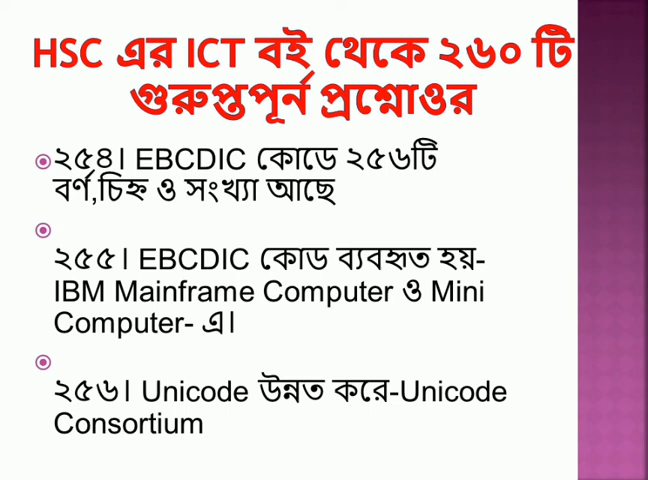 HSC এর ICT বই থেকে ২৬০ টি
গুরুপ্তপূর্ন প্রশ্নোওর
২৫৪। EBCDIC কোডে ২৫৬টি
বর্ণ,চিহ্ন ও সংখ্যা আছে
২৫৫। EBCDIC কোড ব্যবহৃত হয়-
IBM Mainframe Computer ও Mini
Computer- এ।
২৫৬। Unicode উন্নত করে-Unicode
Consortium